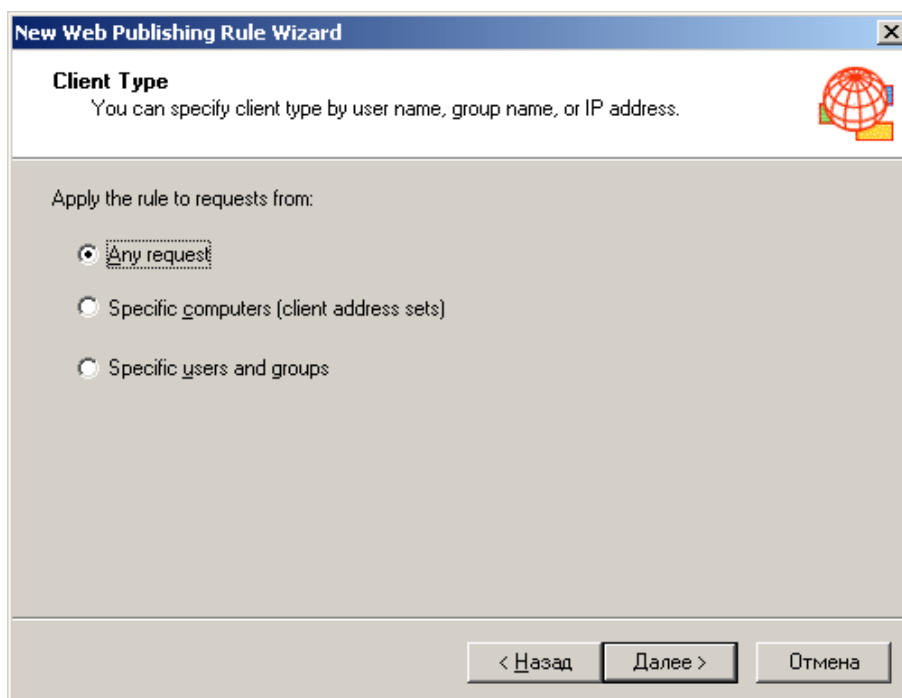 New Web Publishing Rule Wizard
Client Type
You can specify client type by user name, group name, or IP address.
Apply the rule to requests from:
Any request
Specific computers (client address sets)
Specific users and groups
< Назад
Далее >
Отмена